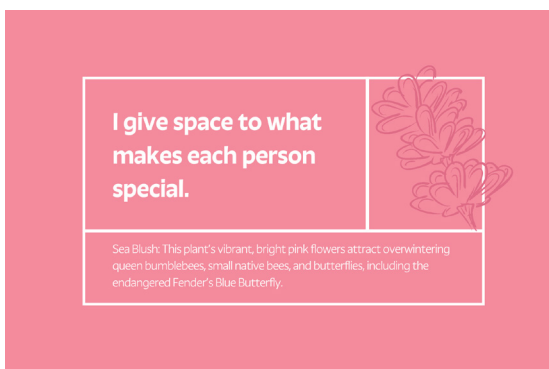 I give space to what
makes each person
special.
Sea Blush: This plant's vibrant, bright pink flowers attract overwintering
queen bumblebees, small native bees, and butterflies, including the
endangered Fender's Blue Butterfly.